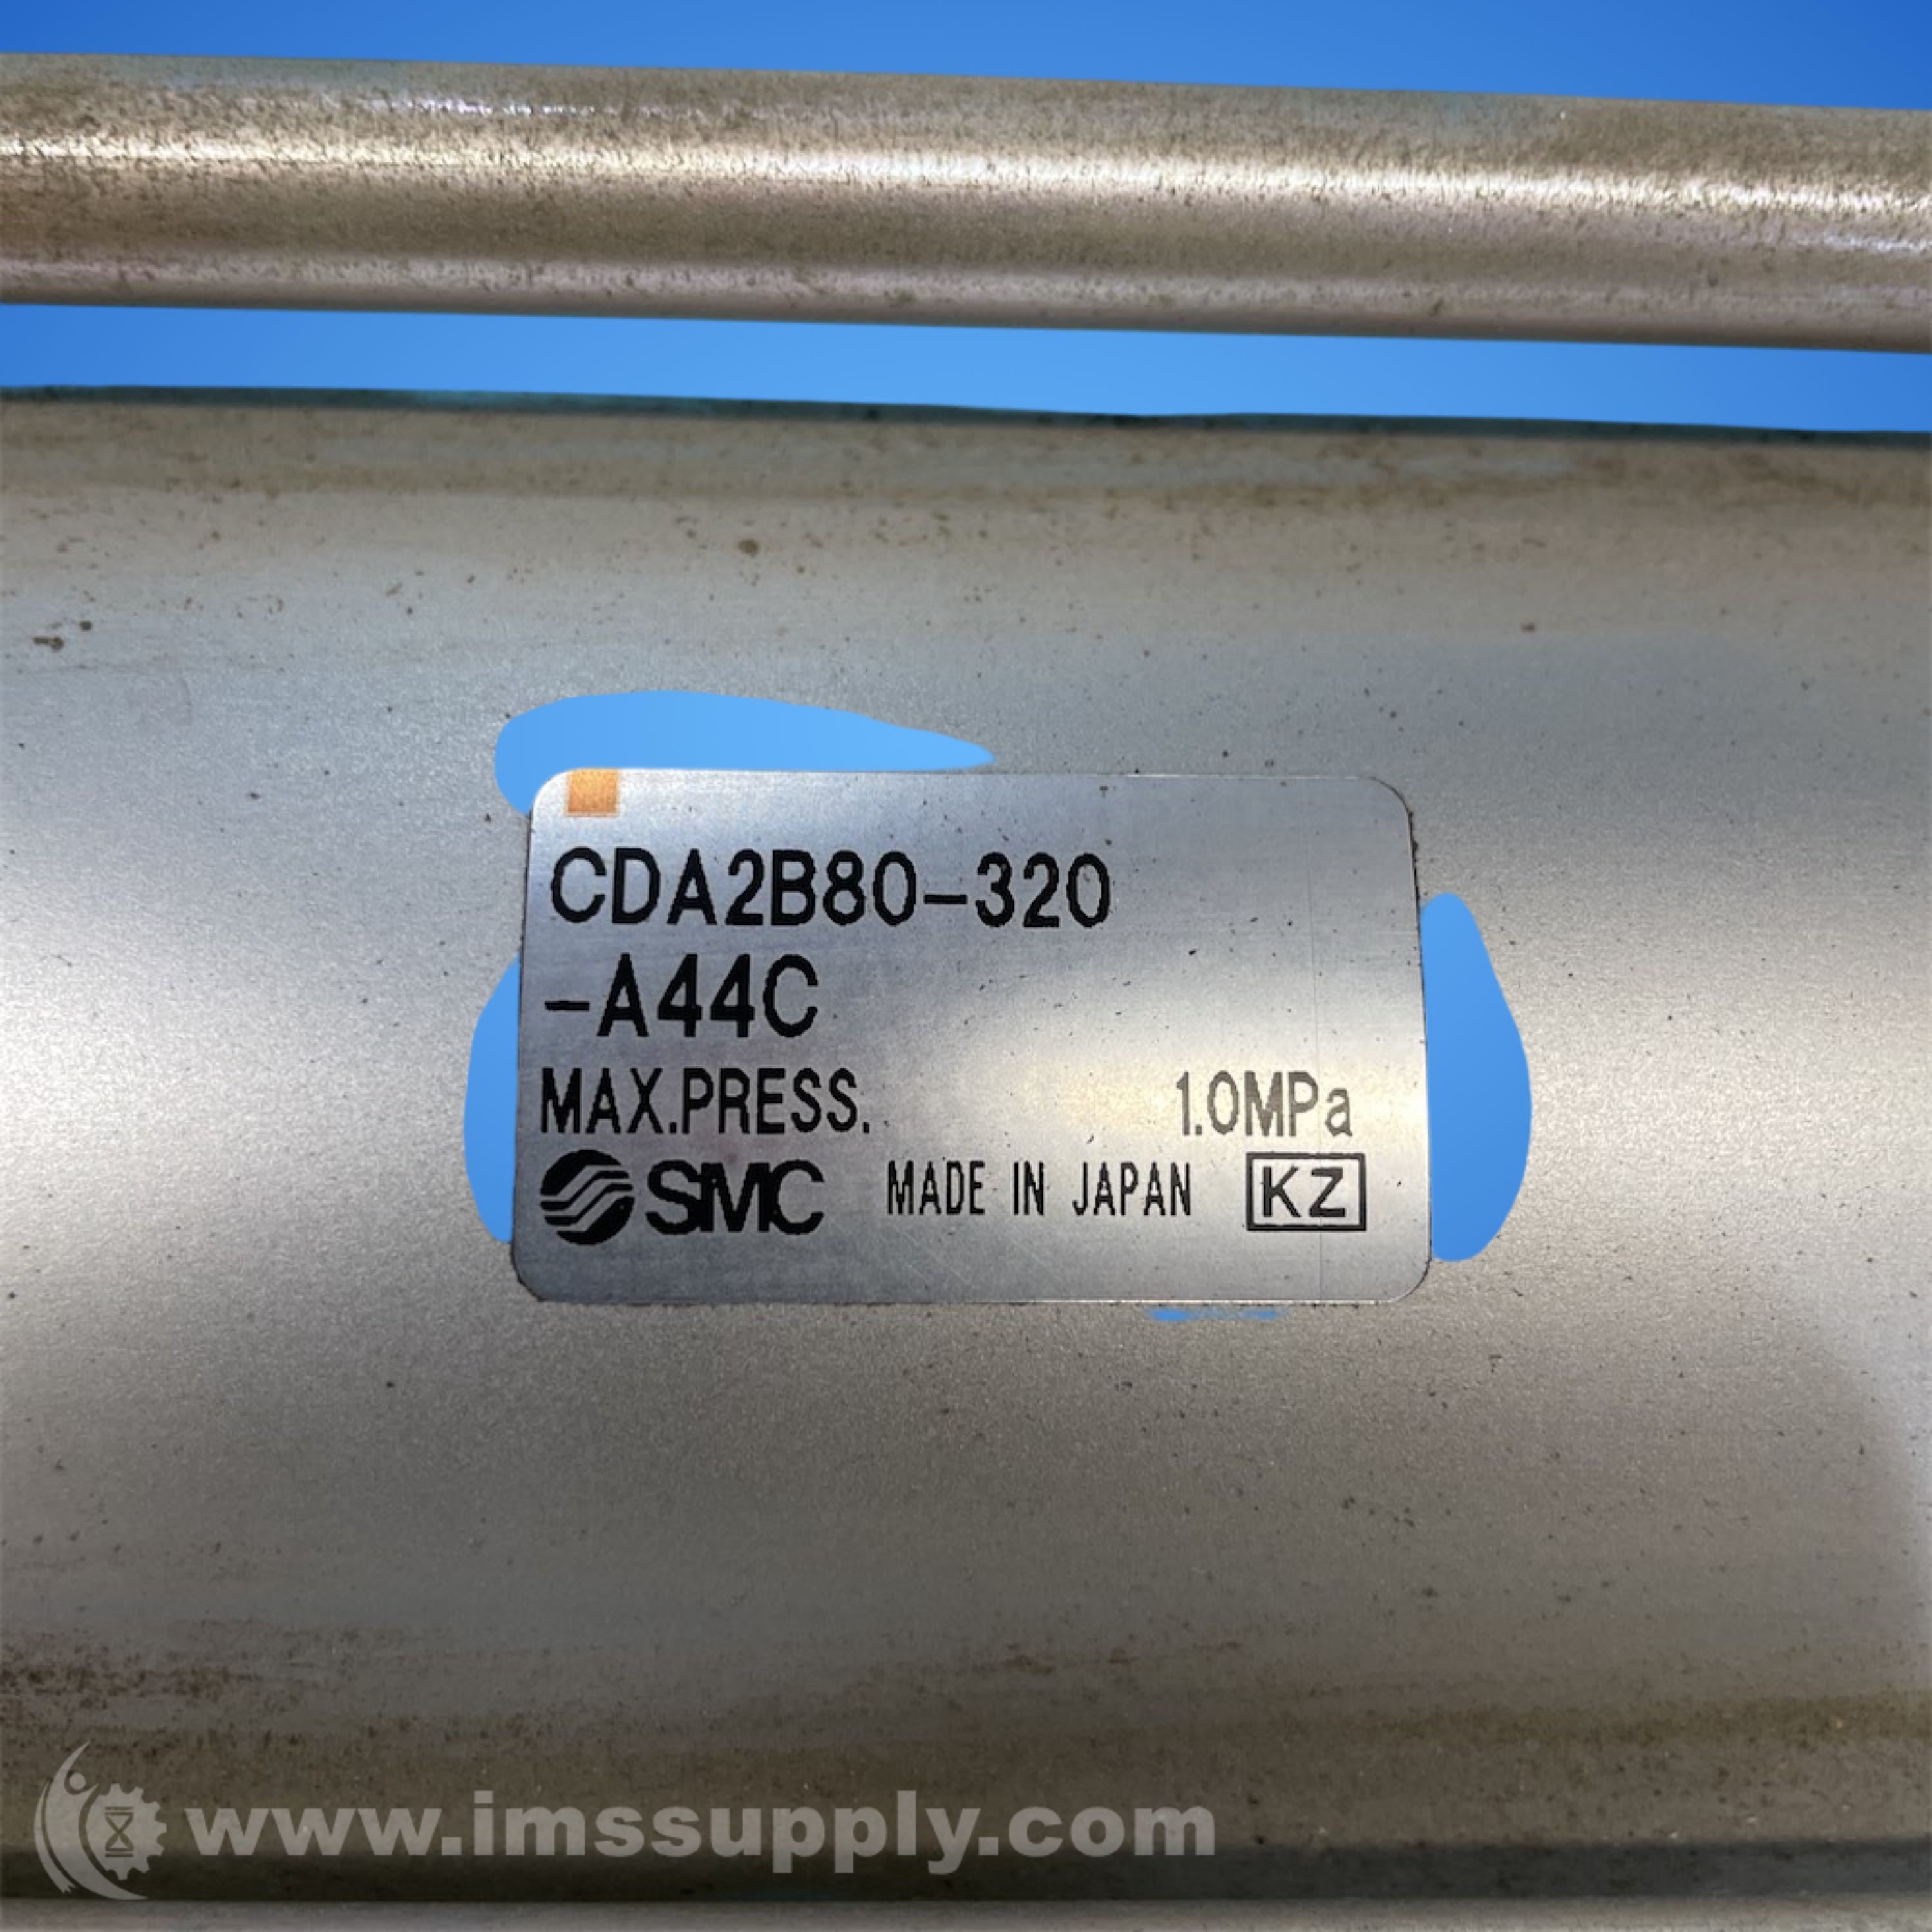 CDA2B80-320
-A44C
MAX.PRESS. 1.0MPa
SMC MADE IN JAPAN KZ
www.imssupply.com